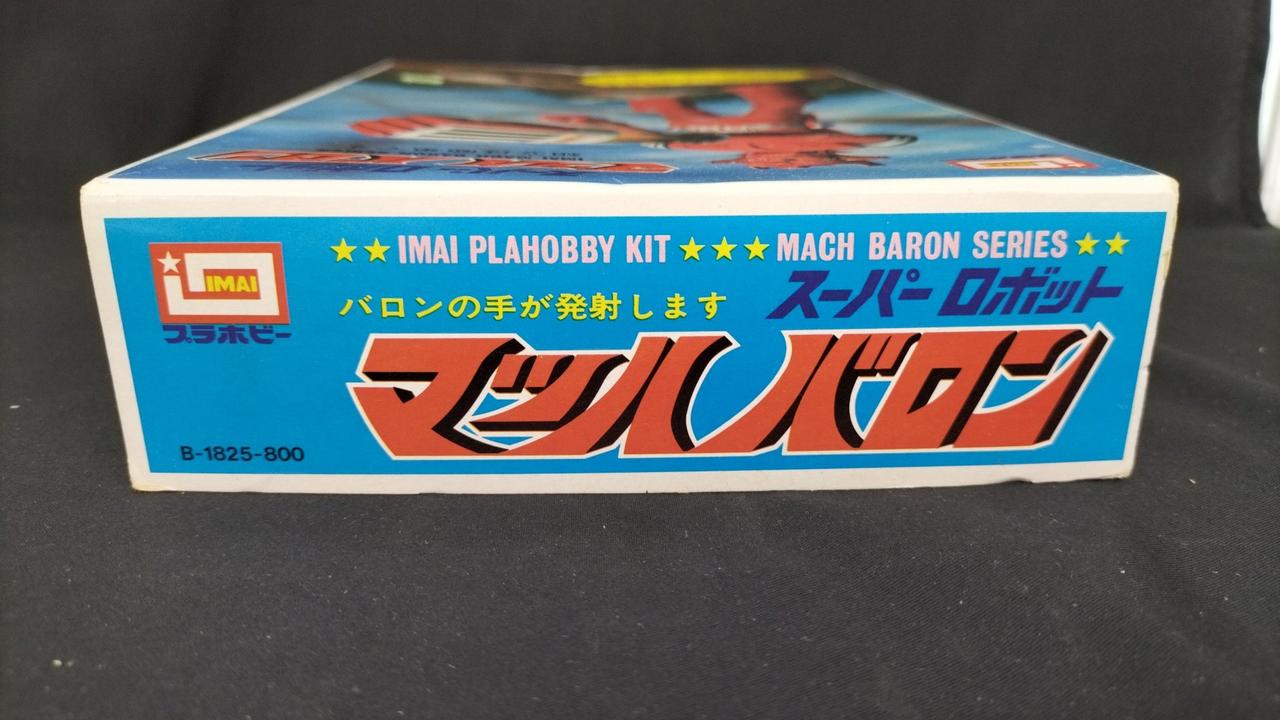 ★★IMAI PLAHOBBY KIT★★★MACH BARON SERIES★★
IMAI
プラホビー
バロンの手が発射します
スーパーロボット
マッハバロン
B-1825-800